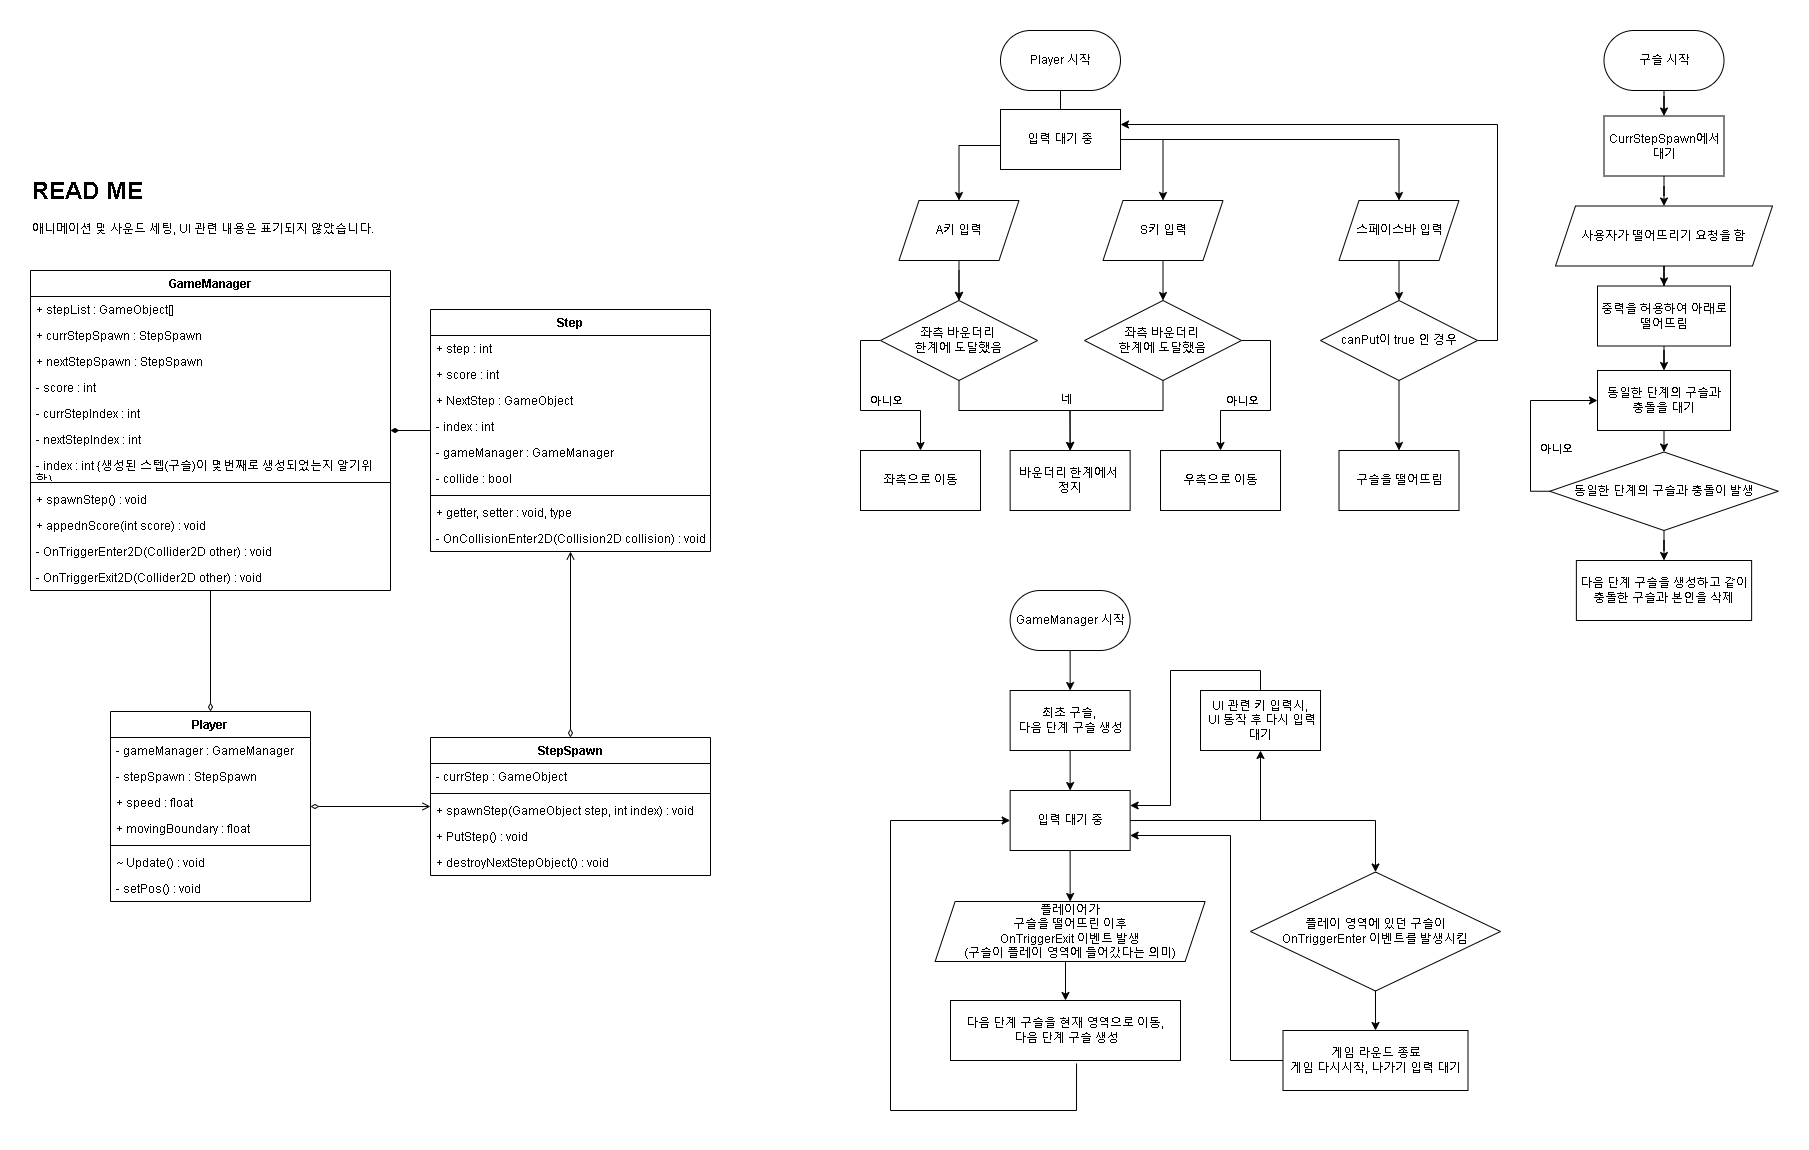 READ ME
애니메이션 및 사운드 세팅, UI 관련 내용은 표기되지 않았습니다.
GameManager
+ stepList : GameObject[]
+ currStepSpawn : StepSpawn
+ nextStepSpawn : StepSpawn
- score : int
- currStepIndex : int
- nextStepIndex : int
- index : int (생성된 스텝(구슬)이 몇번째로 생성되었는지 알기위
함)
+ spawnStep() : void
+ appednScore(int score) : void
- OnTriggerEnter2D(Collider2D other) : void
- OnTriggerExit2D(Collider2D other) : void
Step
+ step : int
+ score : int
+ NextStep : GameObject
- index : int
- gameManager : GameManager
- collide : bool
+ getter, setter : void, type
- OnCollisionEnter2D(Collision2D collision) : void
Player
- gameManager : GameManager
- stepSpawn : StepSpawn
+ speed : float
+ movingBoundary : float
~ Update() : void
- setPos() : void
StepSpawn
- currStep : GameObject
+ spawnStep(GameObject step, int index) : void
+ PutStep() : void
+ destroyNextStepObject() : void
Player 시작
입력 대기 중
A키 입력
S키 입력
스페이스바 입력
좌측 바운더리
한계에 도달했음
좌측 바운더리
한계에 도달했음
canPut이 true 인 경우
아니오
네
아니오
좌측으로 이동
바운더리 한계에서
정지
우측으로 이동
구슬을 떨어뜨림
구슬 시작
CurrStepSpawn에서
대기
사용자가 떨어뜨리기 요청을 함
중력을 허용하여 아래로
떨어뜨림
동일한 단계의 구슬과
충돌을 대기
아니오
동일한 단계의 구슬과 충돌이 발생
다음 단계 구슬을 생성하고 같이
충돌한 구슬과 본인을 삭제
GameManager 시작
최초 구슬,
다음 단계 구슬 생성
UI 관련 키 입력시,
UI 동작 후 다시 입력
대기
입력 대기 중
플레이어가
구슬을 떨어뜨린 이후
OnTriggerExit 이벤트 발생
(구슬이 플레이 영역에 들어갔다는 의미)
플레이 영역에 있던 구슬이
OnTriggerEnter 이벤트를 발생시킴
다음 단계 구슬을 현재 영역으로 이동,
다음 단계 구슬 생성
게임 라운드 종료
게임 다시시작, 나가기 입력 대기